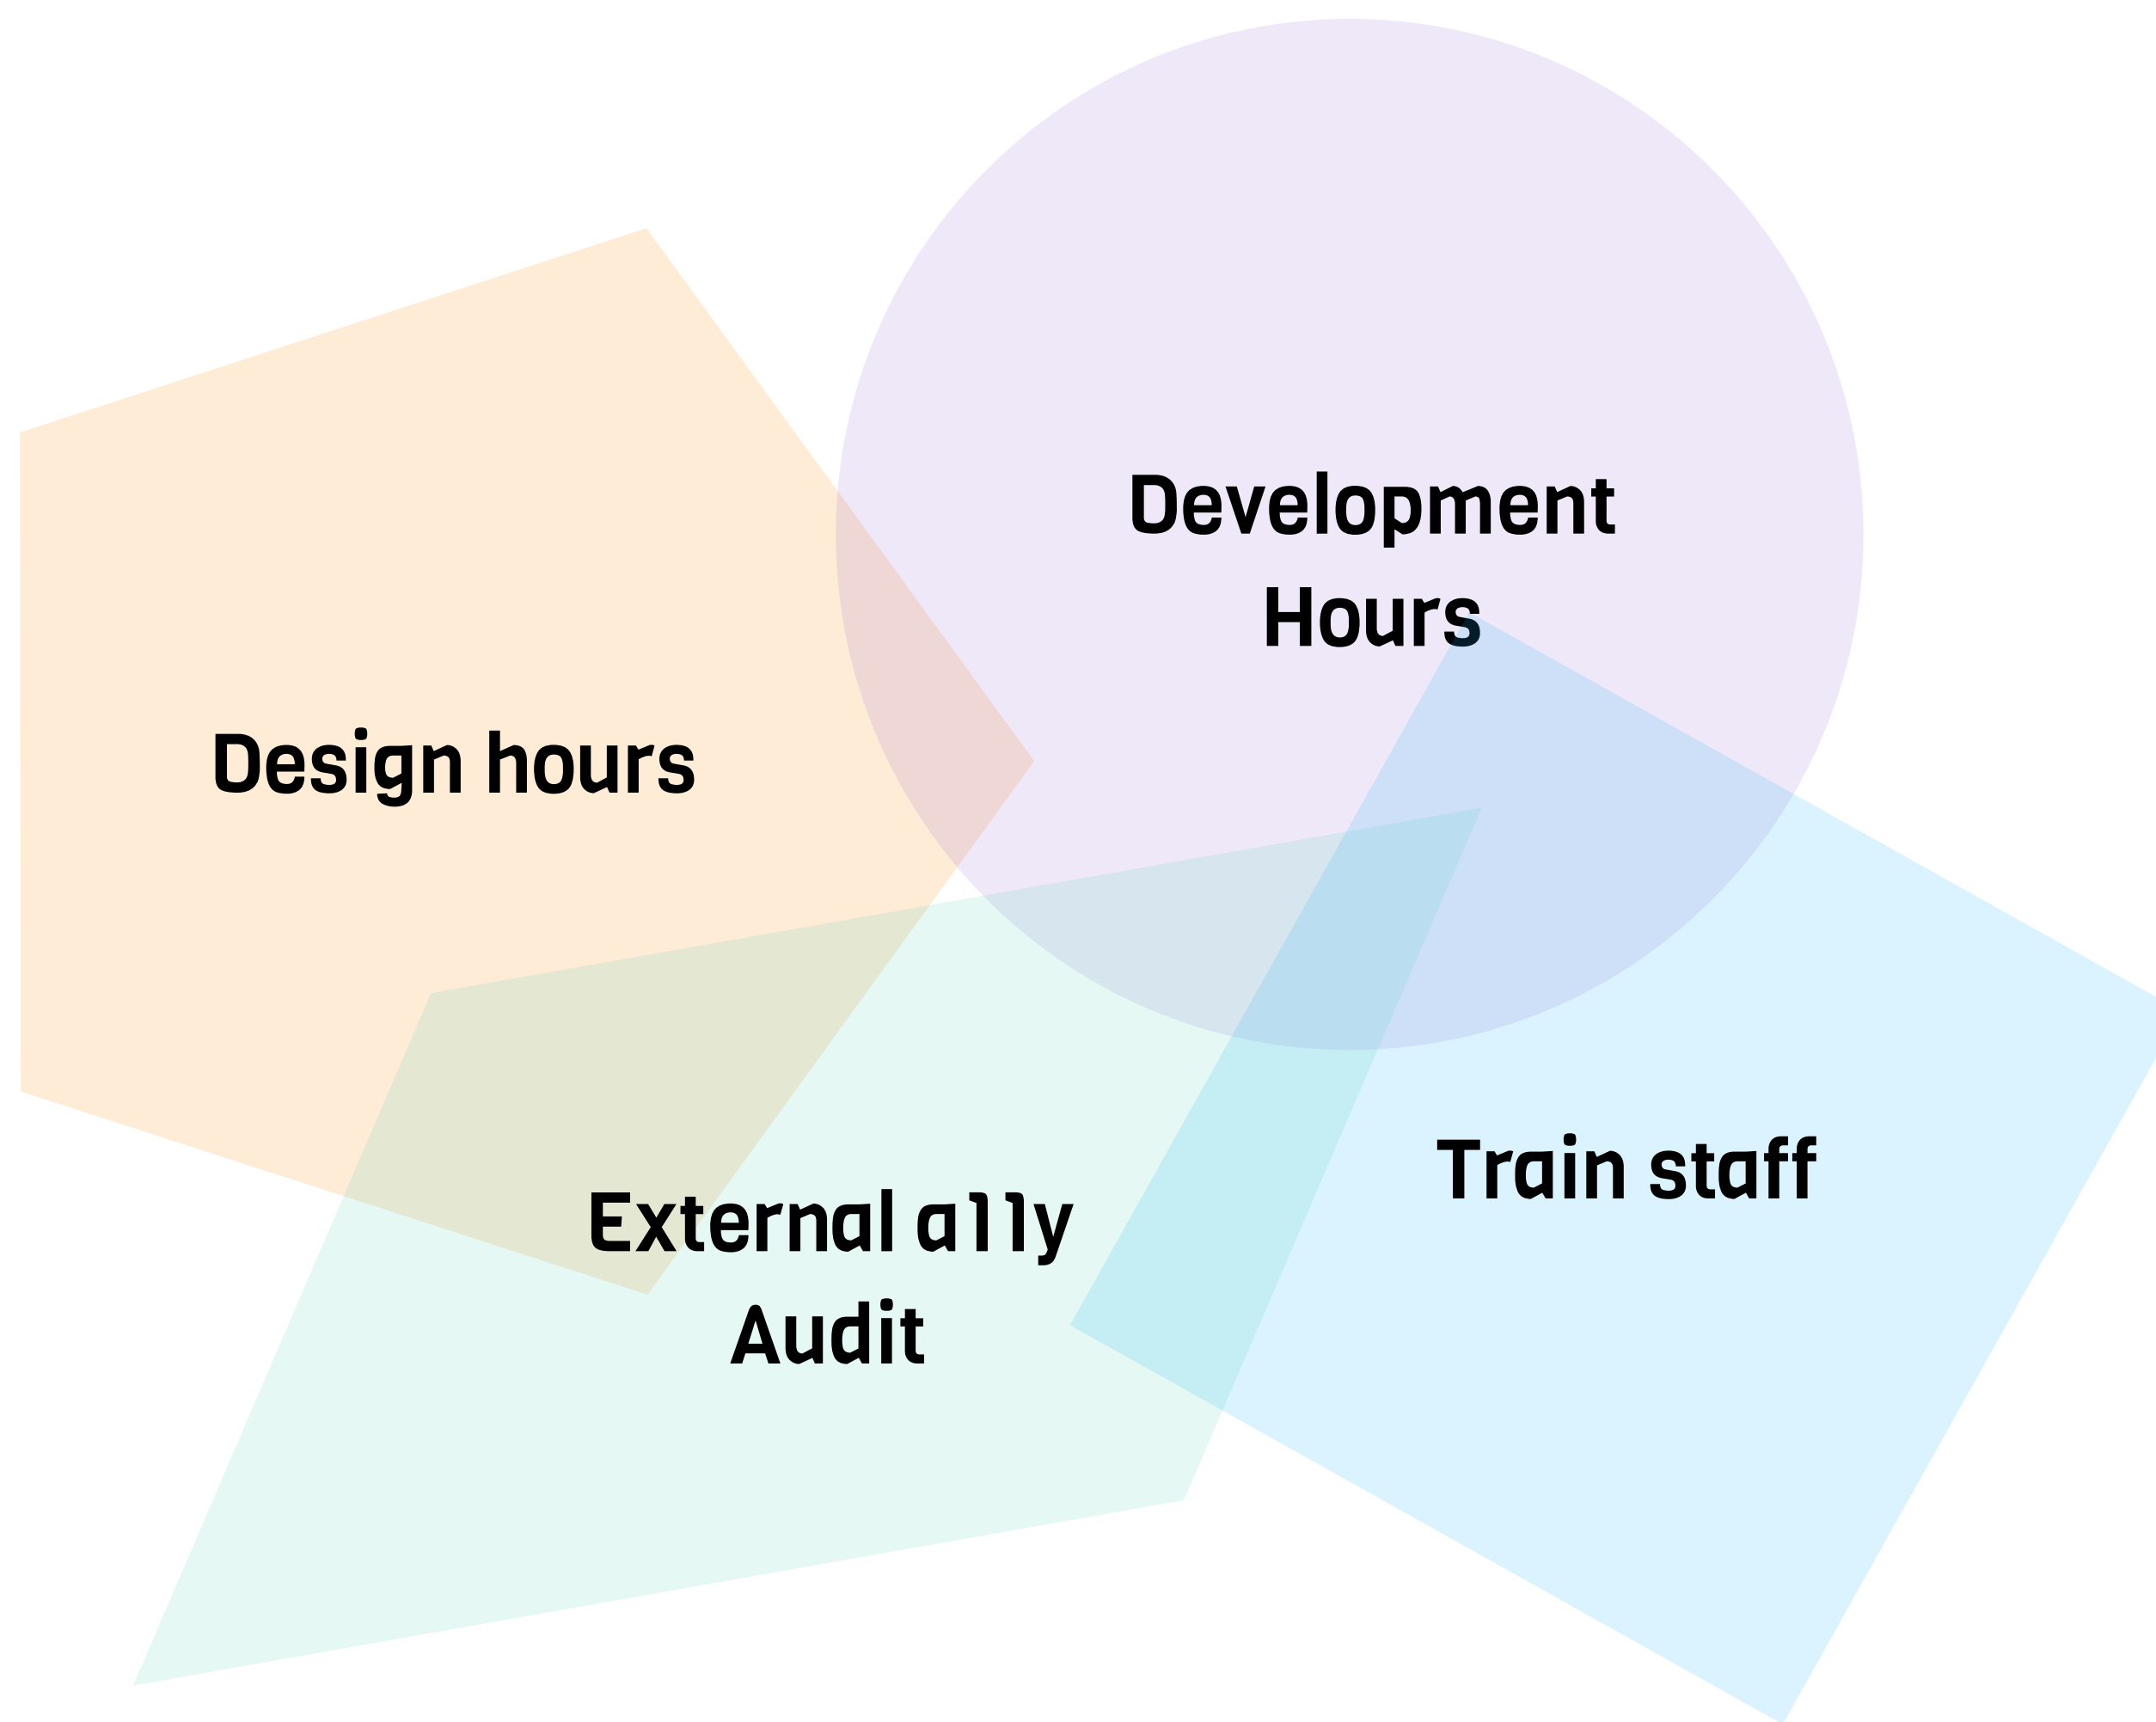 Development
Hours
Design hours
Train staff
External a11y
Audit